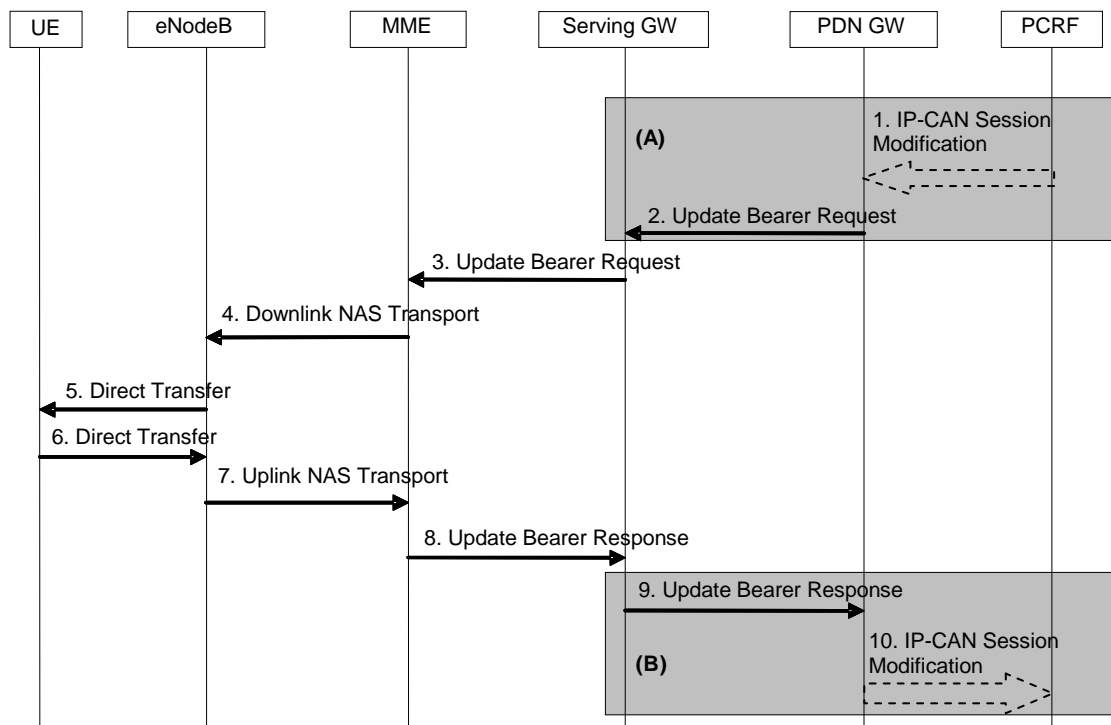 UE
eNodeB
MME
Serving GW
PDN GW
PCRF
(A)
1. IP-CAN Session
Modification
2. Update Bearer Request
3. Update Bearer Request
4. Downlink NAS Transport
5. Direct Transfer
6. Direct Transfer
7. Uplink NAS Transport
8. Update Bearer Response
9. Update Bearer Response
(B)
10. IP-CAN Session
Modification